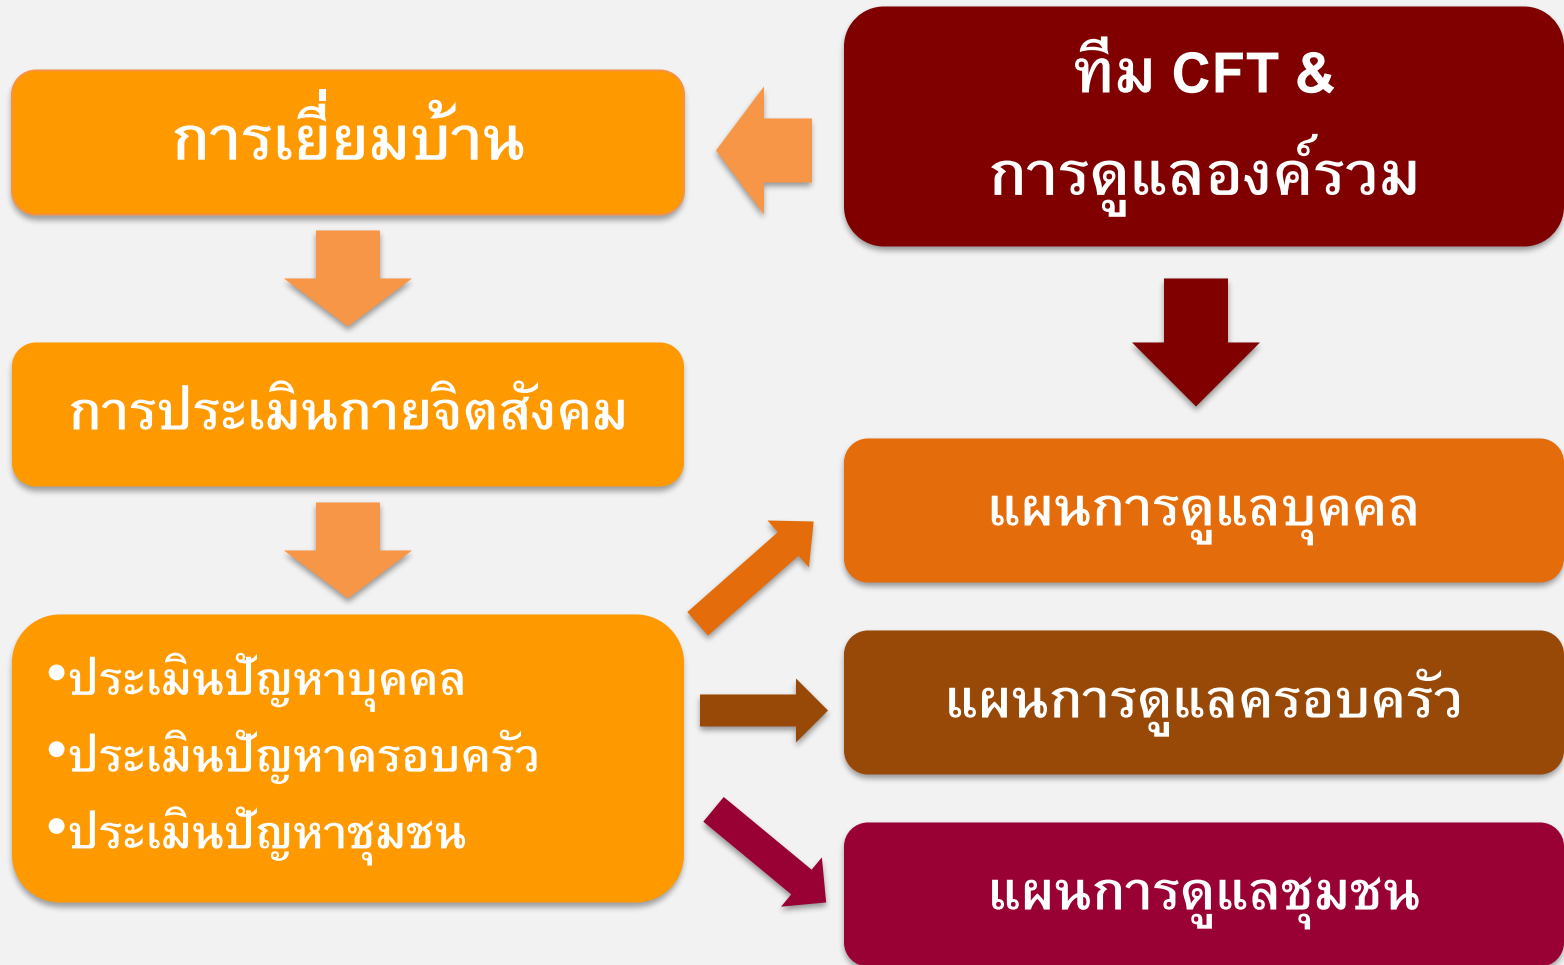 ทีม CFT &
การดูแลองค์รวม
การเยี่ยมบ้าน
การประเมินกายจิตสังคม
•ประเมินปัญหาบุคคล
•ประเมินปัญหาครอบครัว
•ประเมินปัญหาชุมชน
แผนการดูแลบุคคล
แผนการดูแลครอบครัว
แผนการดูแลชุมชน